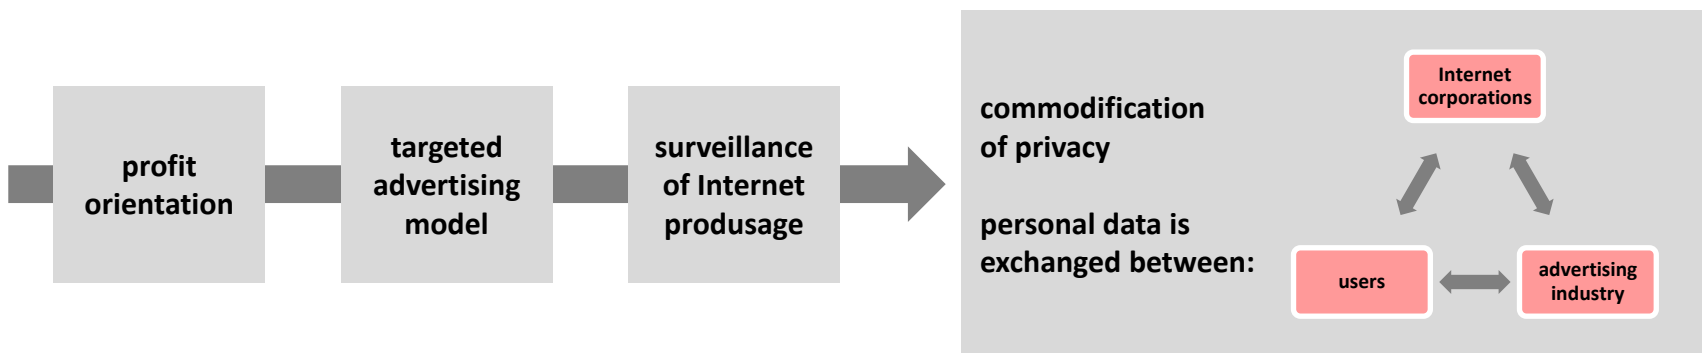 profit
orientation
targeted
advertising
model
surveillance
of Internet
produsage
commodification
of privacy
personal data is
exchanged between:
Internet
corporations
users
advertising
industry